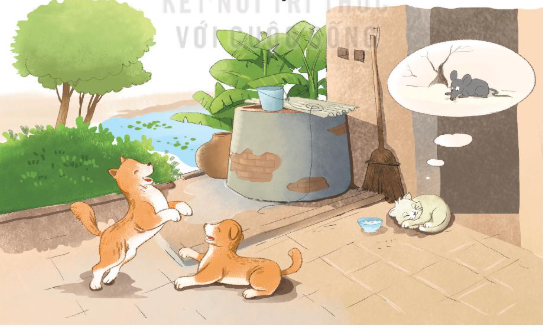 KẾT NỐI TRI THỨC
VỚI CUỘC SỐNG